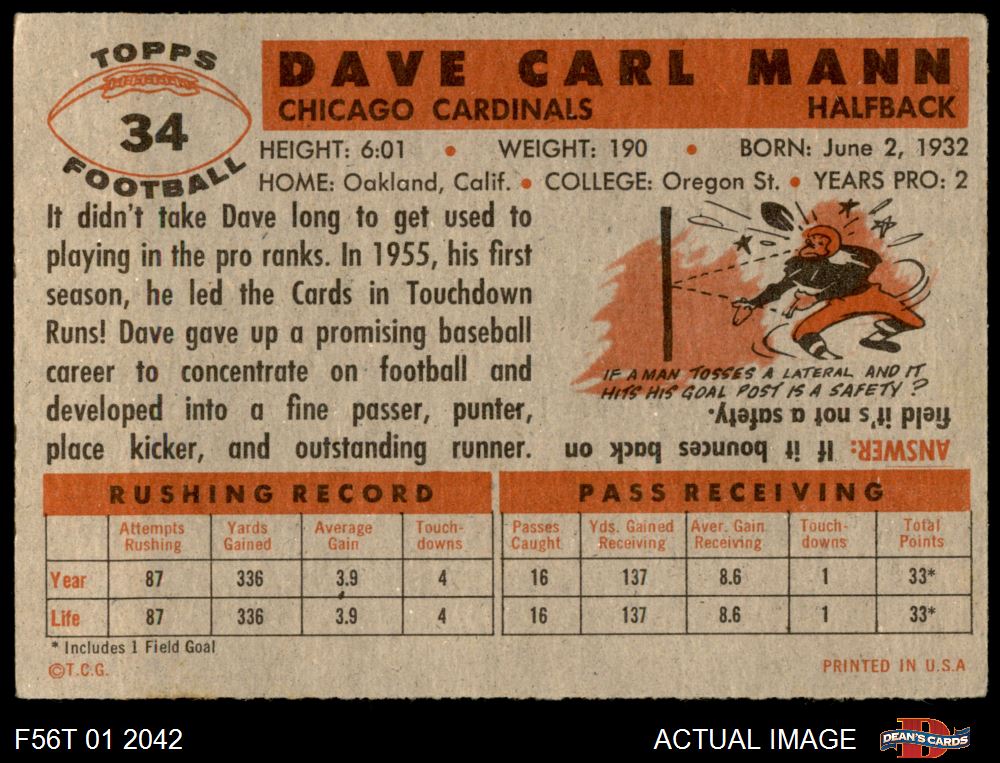 TOPPS
34
FOOTBALL
DAVE CARL MANN
CHICAGO CARDINALS HALFBACK
HEIGHT: 6:01 • WEIGHT: 190 • BORN: June 2, 1932
HOME: Oakland, Calif. • COLLEGE: Oregon St. • YEARS PRO: 2
It didn't take Dave long to get used to
playing in the pro ranks. In 1955, his first
season, he led the Cards in Touchdown
Runs! Dave gave up a promising baseball
career to concentrate on football and
developed into a fine passer, punter,
place kicker, and outstanding runner.
IF A MAN TOSSES A LATERAL AND IT
HITS HIS GOAL POST IS A SAFETY?
ANSWER: If it bounces back on
field it's not a safety.
RUSHING RECORD
Attempts Rushing Yards Gained Average Gain Touch-downs
Year 87 336 3.9 4
Life 87 336 3.9 4
PASS RECEIVING
Passes Caught Yds. Gained Receiving Aver. Gain Receiving Touch-downs Total Points
16 137 8.6 1 33*
16 137 8.6 1 33*
* Includes 1 Field Goal
©T.C.G. PRINTED IN U.S.A
F56T 01 2042 ACTUAL IMAGE
D
DEAN'S CARDS